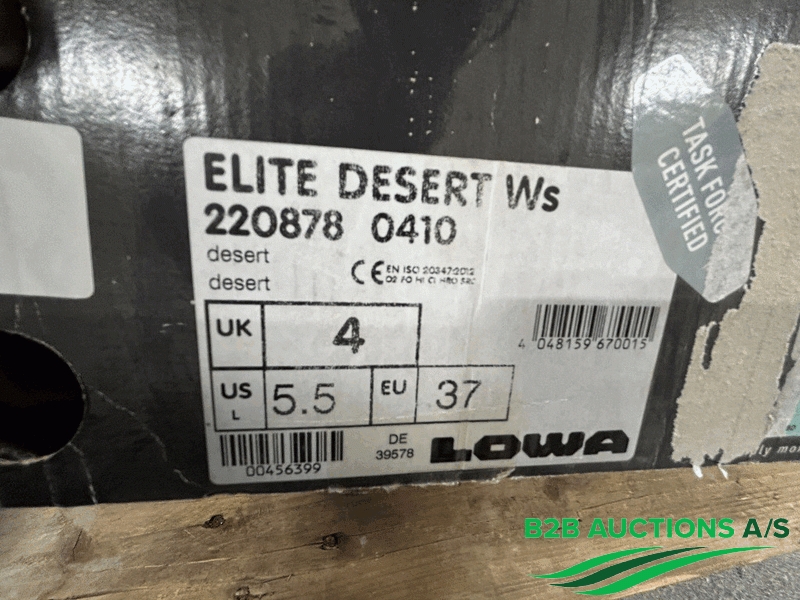 ELITE DESERT Ws
220878 0410
desert
desert
CE EN ISO 20347:2012
O2 FO HI CI HRO SRC
UK 4
US L 5.5 EU 37
4 048159 670015
00456399
DE
39578
LOWA
TASK FORC
CERTIFIED
B2B AUCTIONS A/S